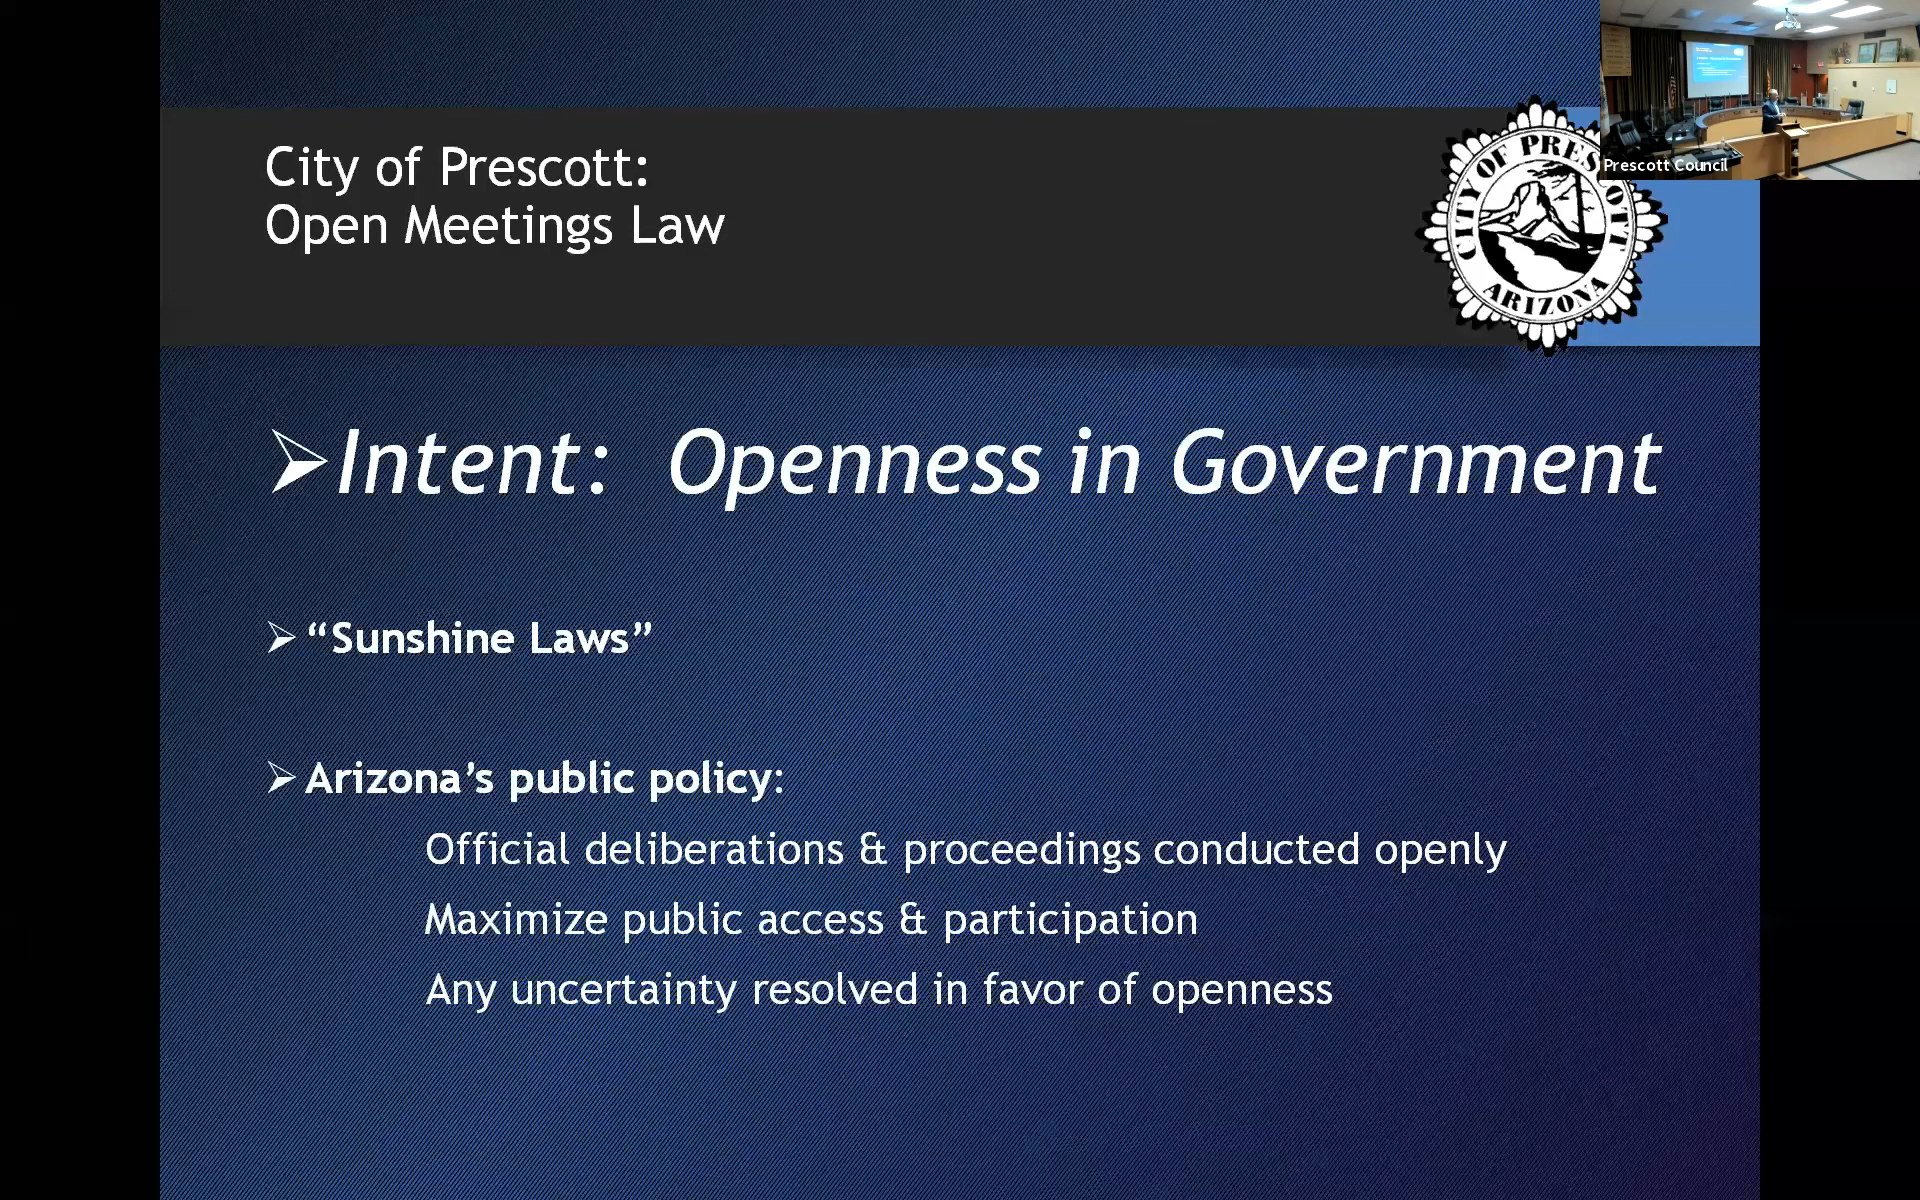 City of Prescott:
Open Meetings Law
CITY OF PRESCOTT
ARIZONA
Prescott Council
➢Intent: Openness in Government
➢“Sunshine Laws”
➢Arizona’s public policy:
Official deliberations & proceedings conducted openly
Maximize public access & participation
Any uncertainty resolved in favor of openness